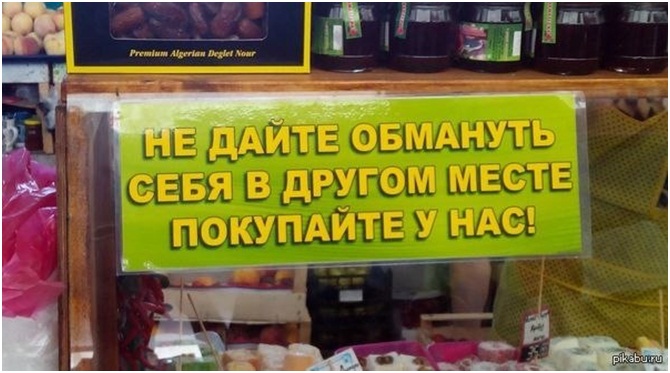 Premium Algerian Deglet Nour
НЕ ДАЙТЕ ОБМАНУТЬ
СЕБЯ В ДРУГОМ МЕСТЕ
ПОКУПАЙТЕ У НАС!
pikabu.ru